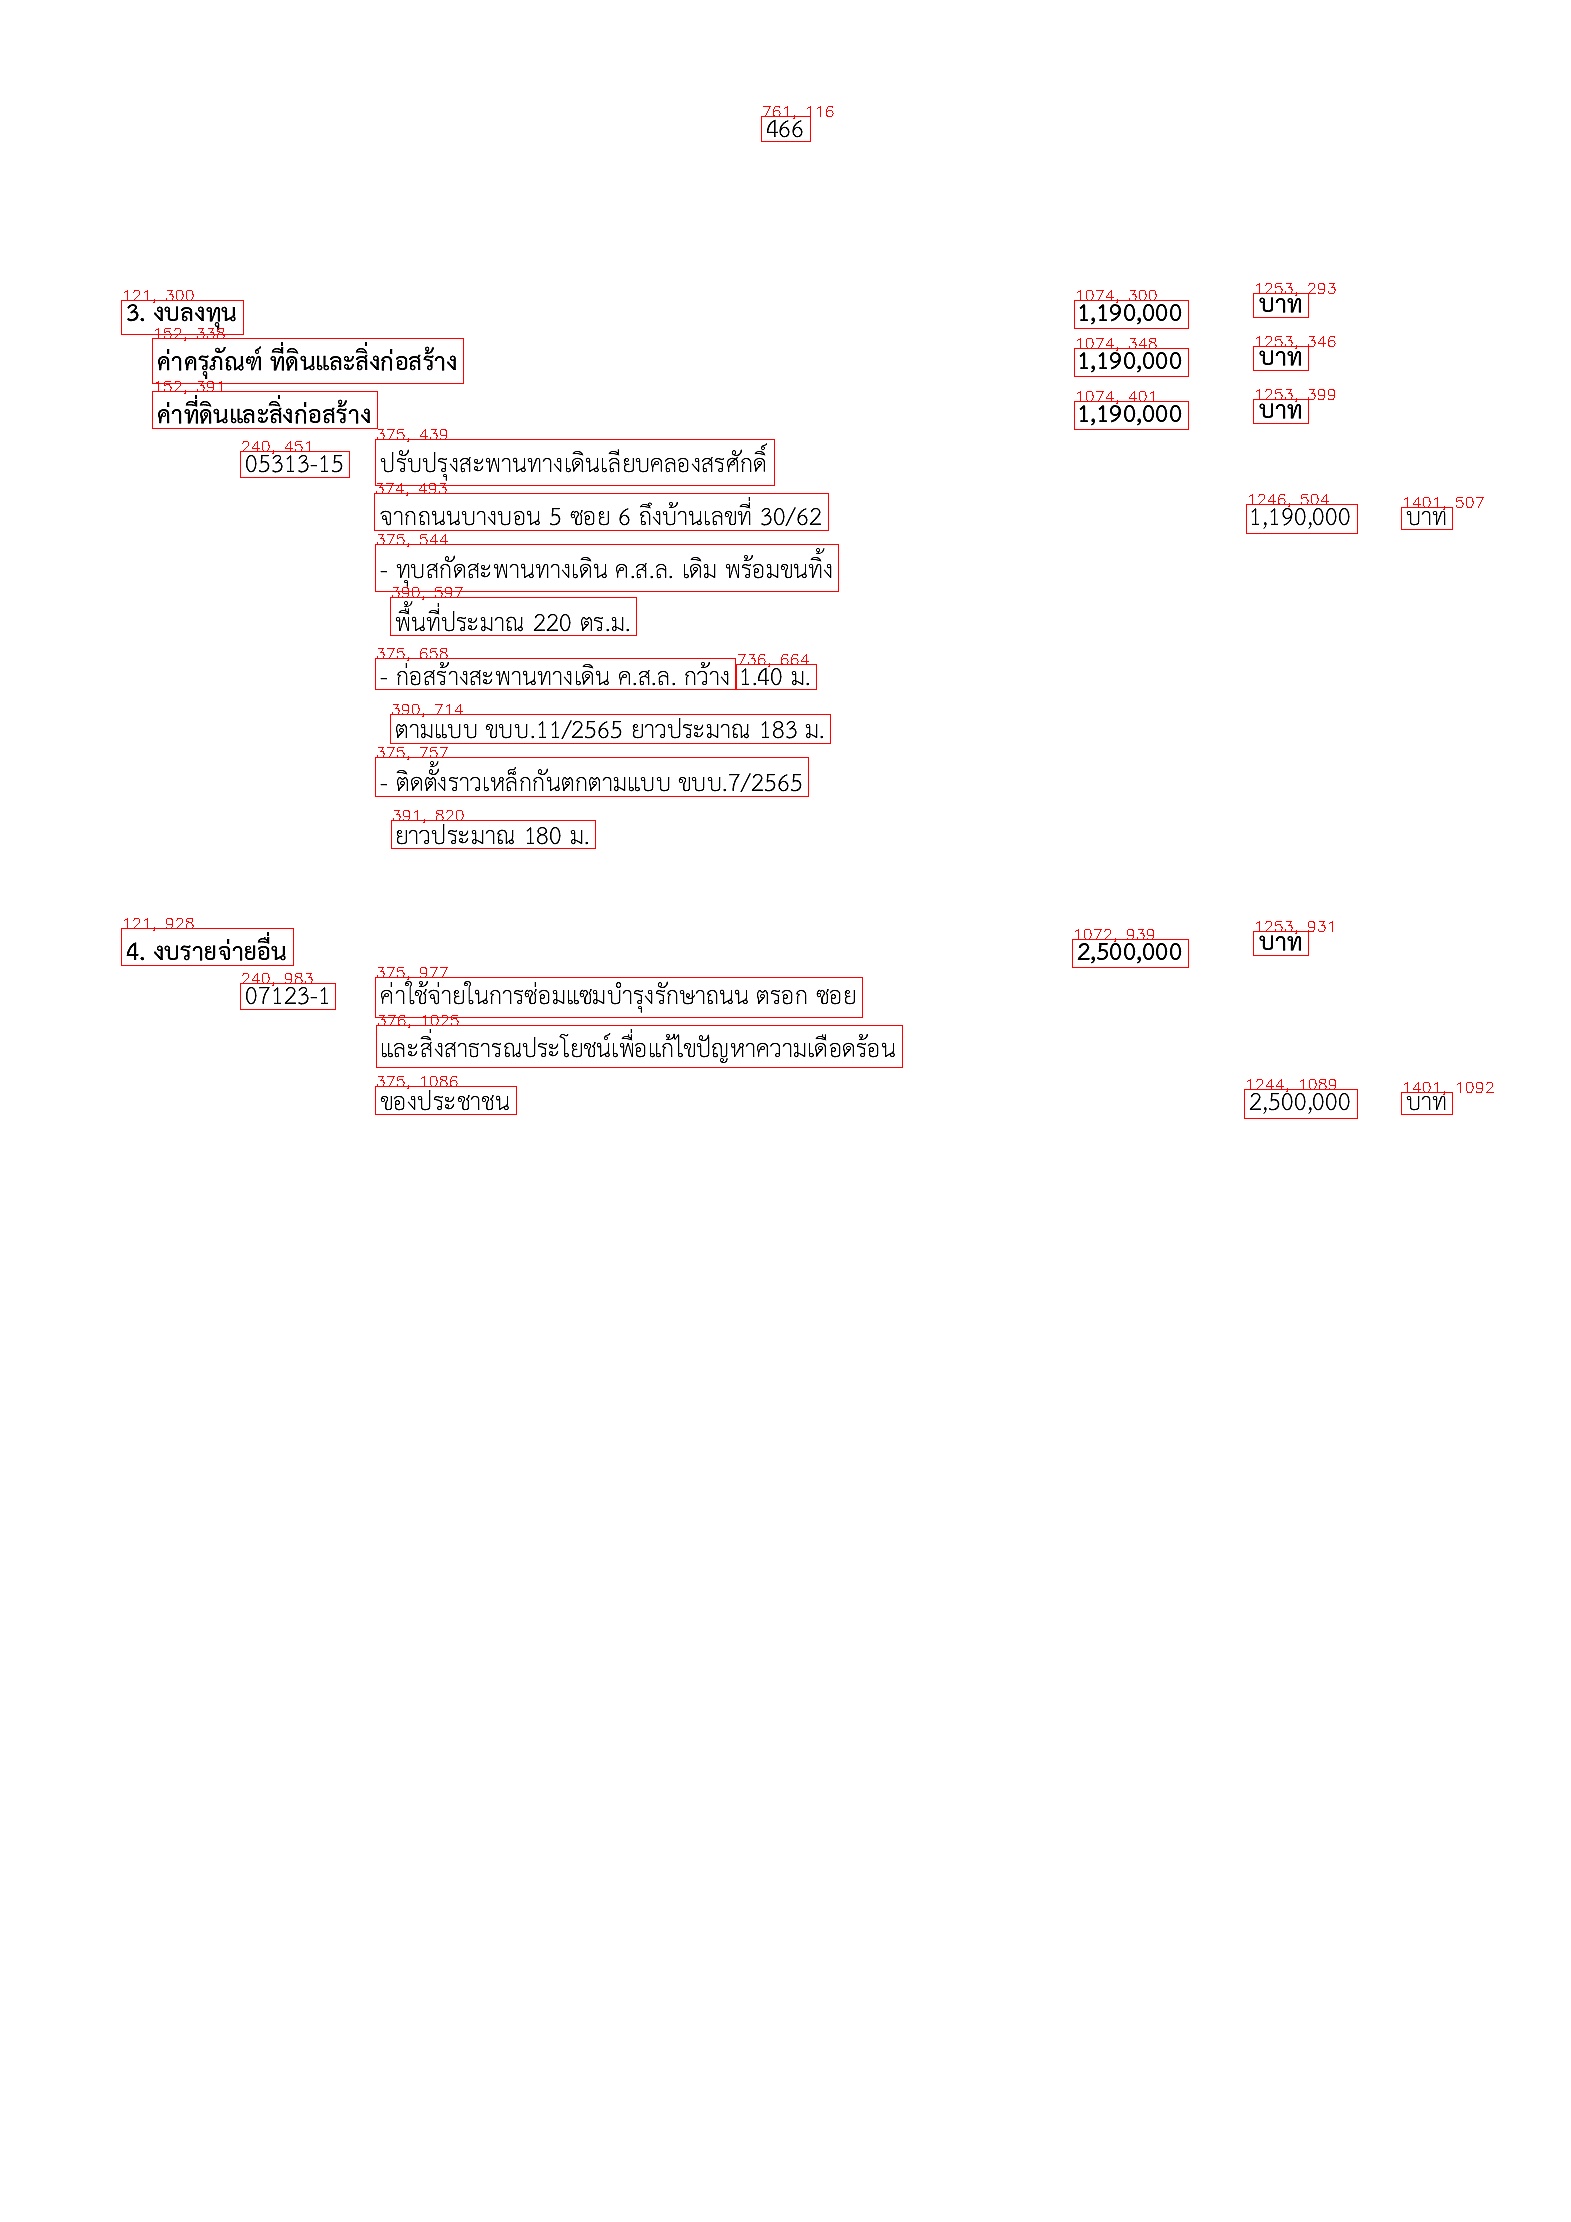 761, 116
466
121, 300
1074, 300
1253, 293
3. งบลงทุน 1,190,000 บาท
152, 338
1074, 348
1253, 346
ค่าครุภัณฑ์ ที่ดินและสิ่งก่อสร้าง 1,190,000 บาท
152, 391
1074, 401
1253, 399
ค่าที่ดินและสิ่งก่อสร้าง 1,190,000 บาท
240, 451
375, 439
05313-15 ปรับปรุงสะพานทางเดินเลียบคลองสรศักดิ์
374, 493
1246, 504
1401, 507
จากถนนบางบอน 5 ซอย 6 ถึงบ้านเลขที่ 30/62 1,190,000 บาท
375, 544
- ทุบสกัดสะพานทางเดิน ค.ส.ล. เดิม พร้อมขนทิ้ง
390, 597
พื้นที่ประมาณ 220 ตร.ม.
375, 658
736, 664
- ก่อสร้างสะพานทางเดิน ค.ส.ล. กว้าง 1.40 ม.
390, 714
ตามแบบ ขบบ.11/2565 ยาวประมาณ 183 ม.
375, 757
- ติดตั้งราวเหล็กกันตกตามแบบ ขบบ.7/2565
391, 820
ยาวประมาณ 180 ม.
121, 928
1072, 939
1253, 931
4. งบรายจ่ายอื่น 2,500,000 บาท
240, 983
375, 977
07123-1 ค่าใช้จ่ายในการซ่อมแซมบำรุงรักษาถนน ตรอก ซอย
376, 1025
และสิ่งสาธารณประโยชน์เพื่อแก้ไขปัญหาความเดือดร้อน
375, 1086
1244, 1089
1401, 1092
ของประชาชน 2,500,000 บาท